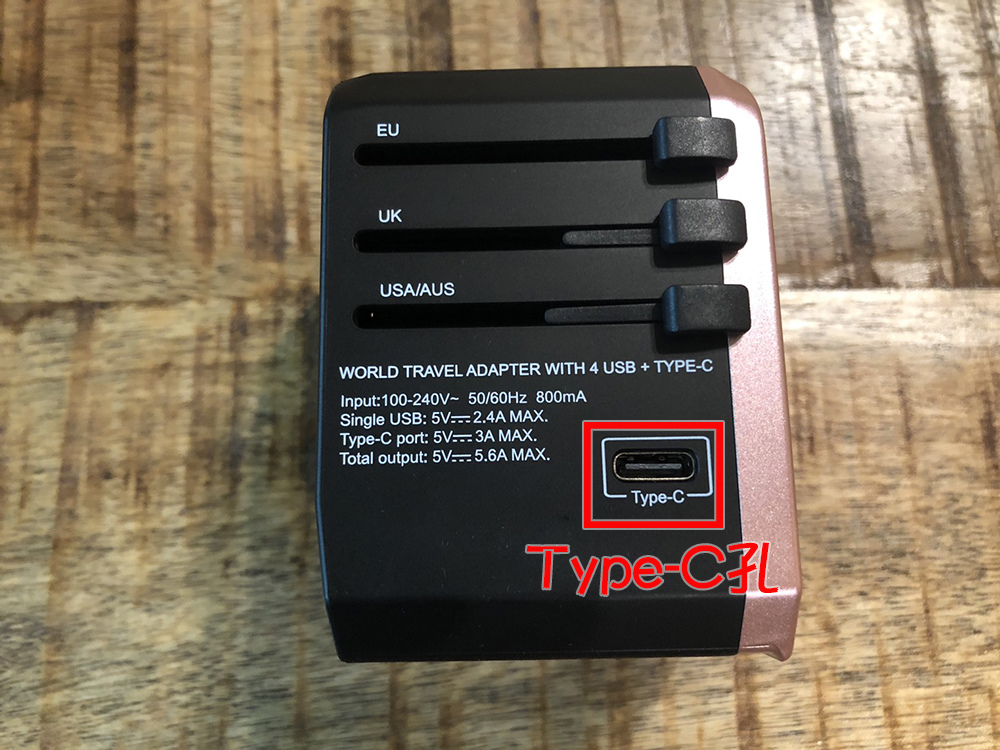 EU
UK
USA/AUS
WORLD TRAVEL ADAPTER WITH 4 USB + TYPE-C
Input:100-240V~ 50/60Hz 800mA
Single USB: 5V⎓2.4A MAX.
Type-C port: 5V⎓3A MAX.
Total output: 5V⎓5.6A MAX.
Type-C
Type-C孔